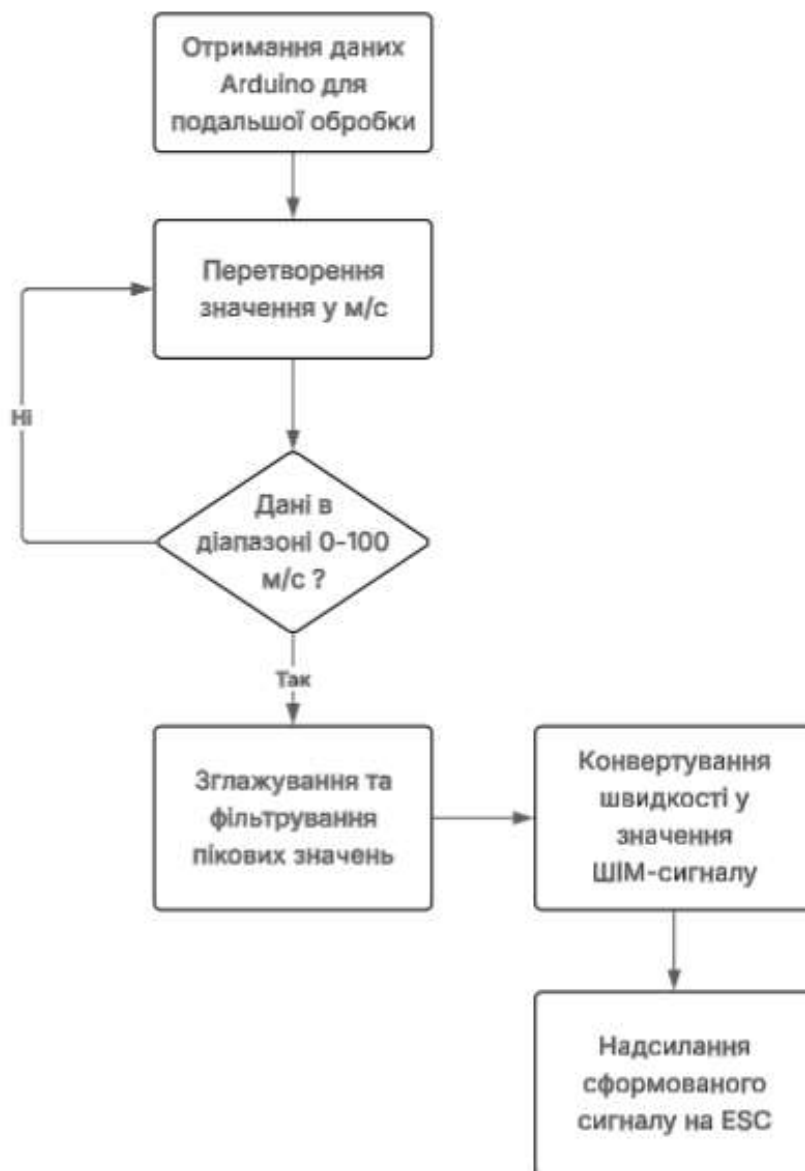 Отримання даних
Arduino для
подальшої обробки
Перетворення
значення у м/с
Ні
Дані в
діапазоні 0-100
м/с ?
Так
Зглажування та
фільтрування
пікових значень
Конвертування
швидкості у
значення
ШІМ-сигналу
Надсилання
сформованого
сигналу на ESC